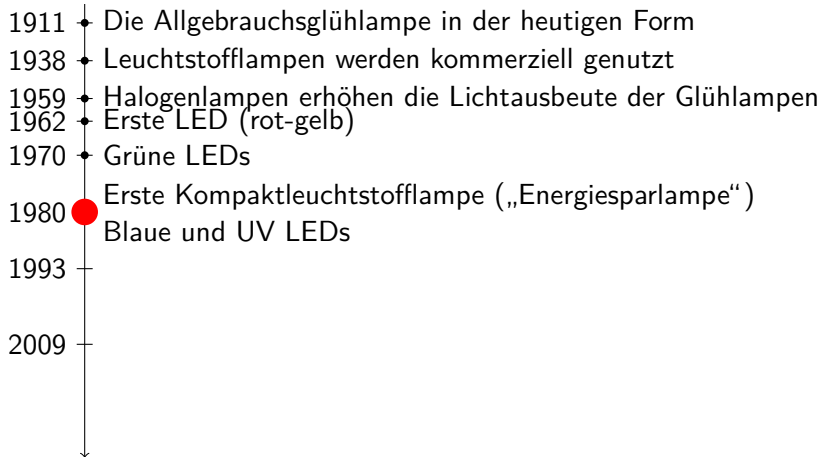 1911 Die Allgebrauchsglühlampe in der heutigen Form
1938 Leuchtstofflampen werden kommerziell genutzt
1959 Halogenlampen erhöhen die Lichtausbeute der Glühlampen
1962 Erste LED (rot-gelb)
1970 Grüne LEDs
Erste Kompaktleuchtstofflampe („Energiesparlampe“)
1980
Blaue und UV LEDs
1993
2009